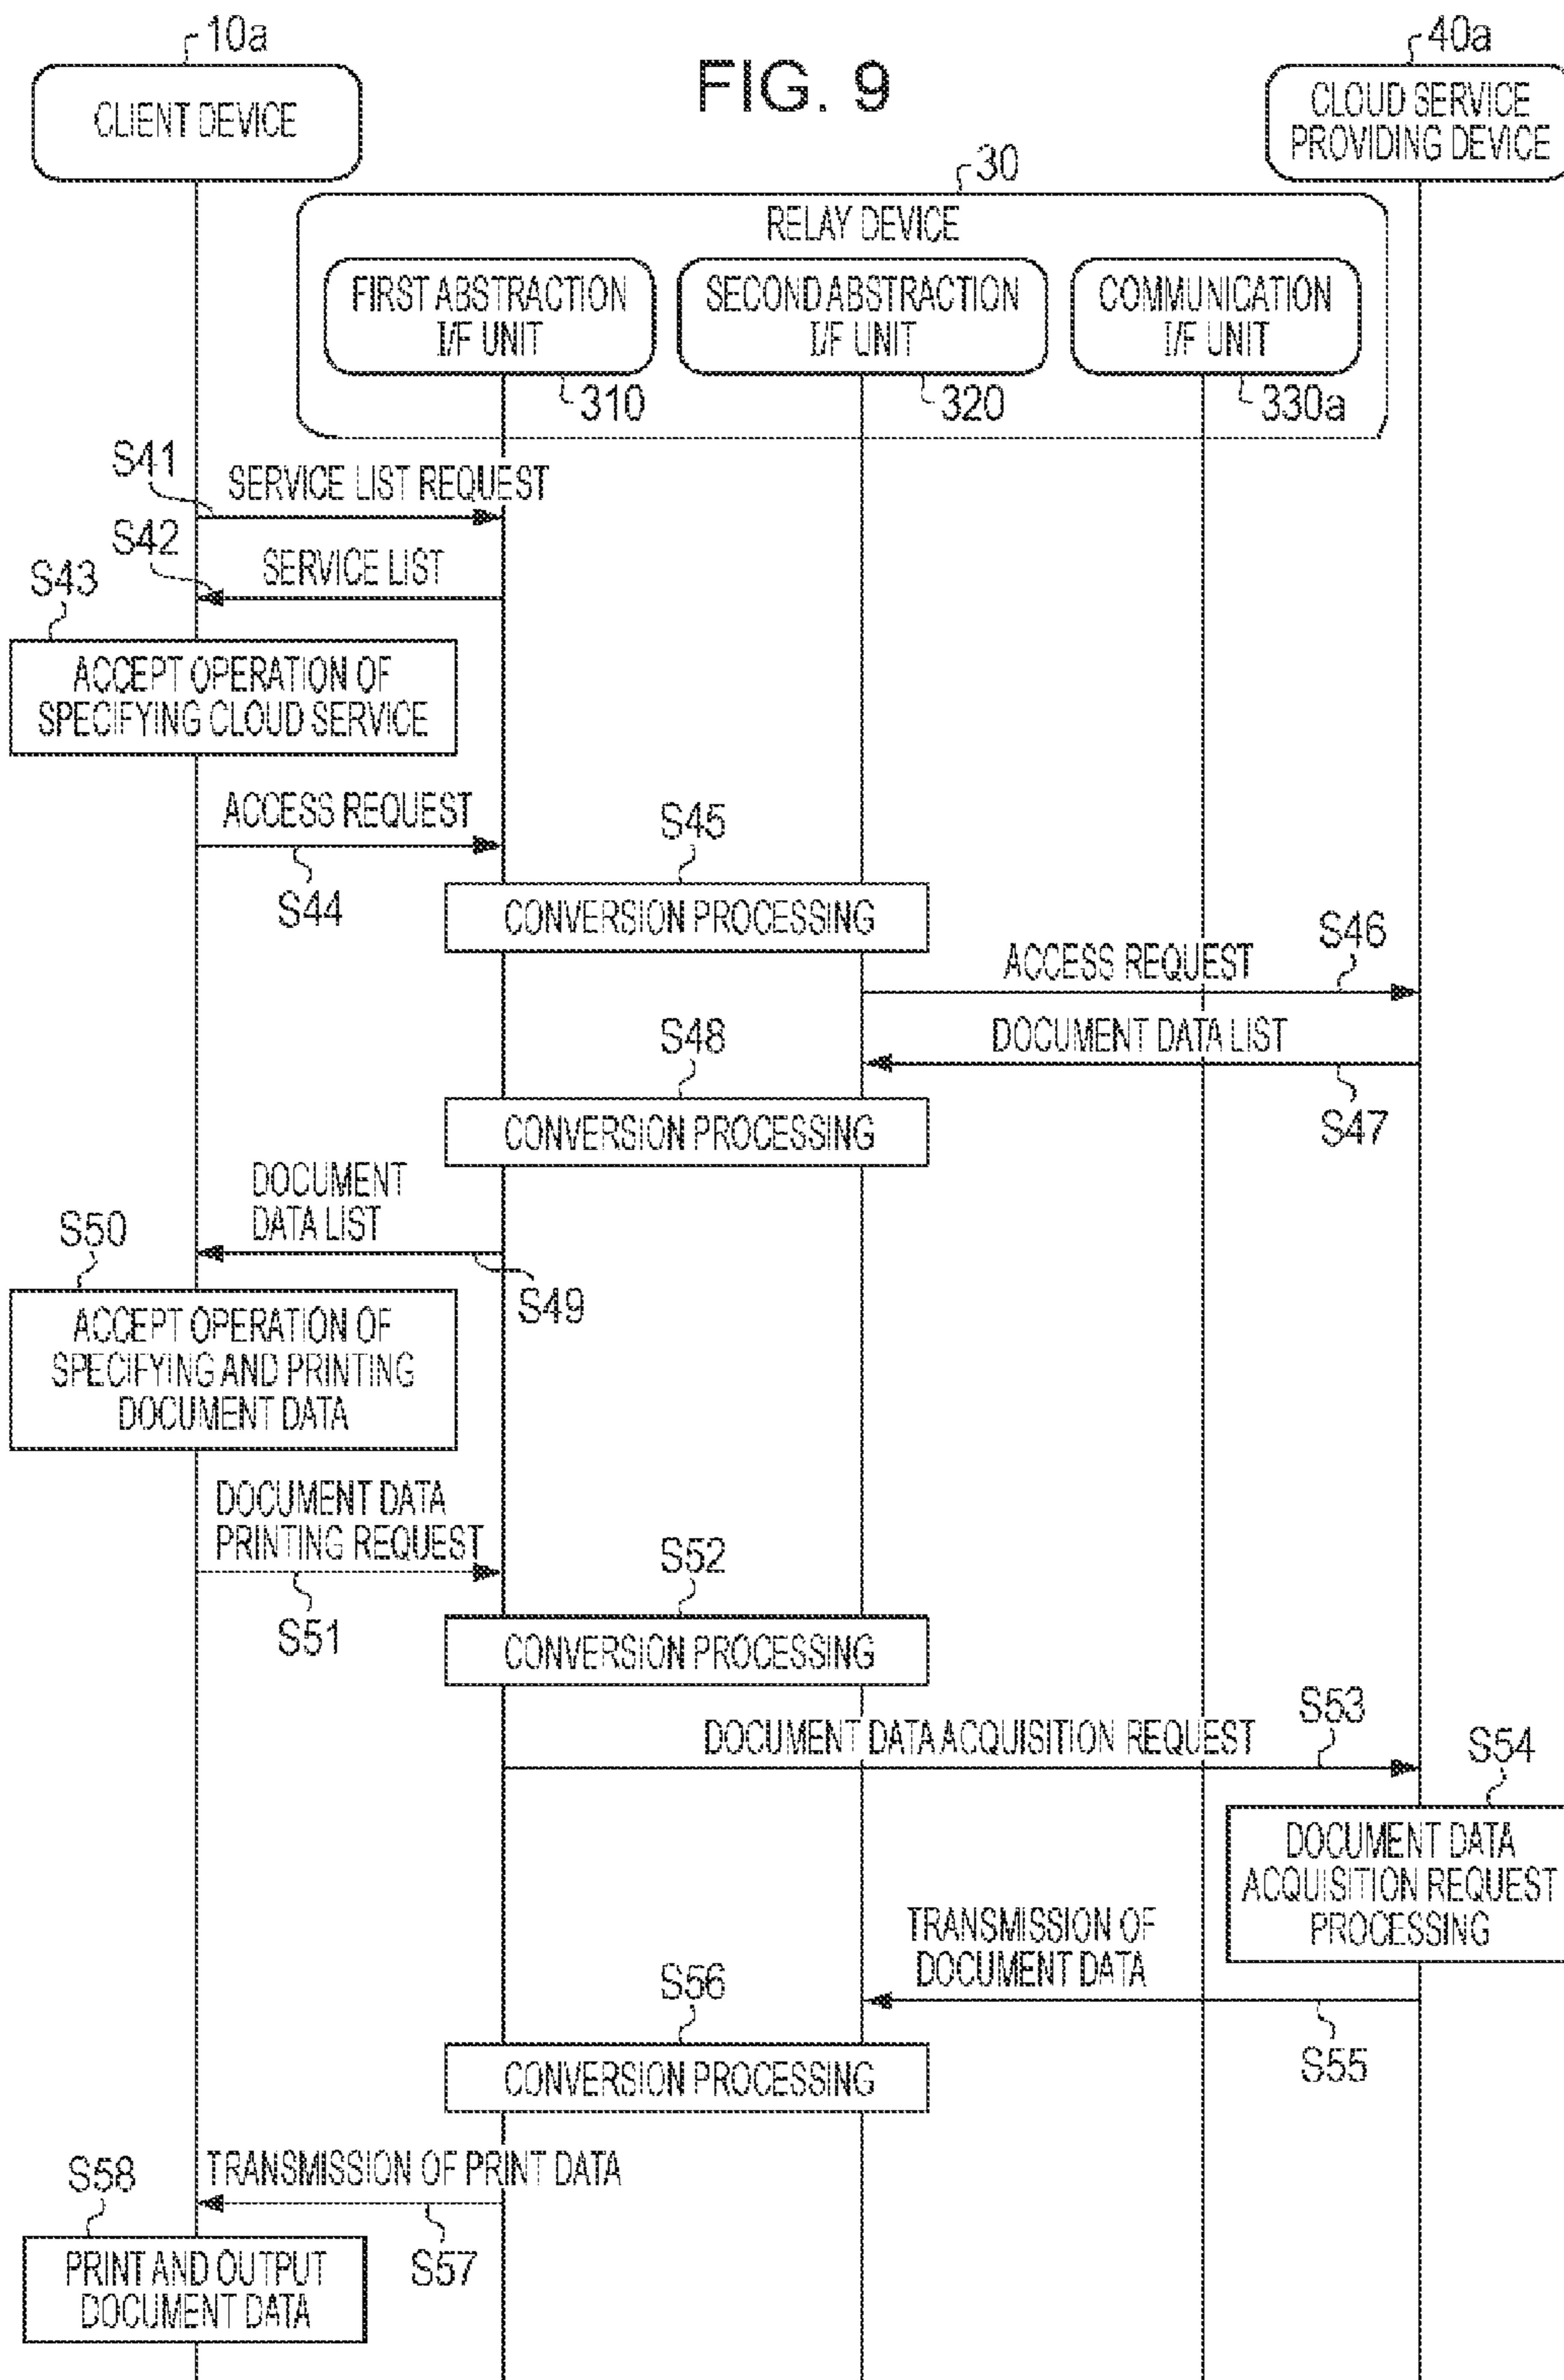 10a
40a
FIG. 9
CLIENT DEVICE
CLOUD SERVICE
PROVIDING DEVICE
30
RELAY DEVICE
FIRST ABSTRACTION
I/F UNIT
SECOND ABSTRACTION
I/F UNIT
COMMUNICATION
I/F UNIT
310
320
330a
S41
SERVICE LIST REQUEST
S42
SERVICE LIST
S43
ACCEPT OPERATION OF
SPECIFYING CLOUD SERVICE
ACCESS REQUEST
S44
S45
CONVERSION PROCESSING
S46
ACCESS REQUEST
DOCUMENT DATA LIST
S47
S48
CONVERSION PROCESSING
DOCUMENT
DATA LIST
S49
S50
ACCEPT OPERATION OF
SPECIFYING AND PRINTING
DOCUMENT DATA
DOCUMENT DATA
PRINTING REQUEST
S51
S52
CONVERSION PROCESSING
DOCUMENT DATA ACQUISITION REQUEST
S53
S54
DOCUMENT DATA
ACQUISITION REQUEST
PROCESSING
TRANSMISSION OF
DOCUMENT DATA
S55
S56
CONVERSION PROCESSING
TRANSMISSION OF PRINT DATA
S57
S58
PRINT AND OUTPUT
DOCUMENT DATA